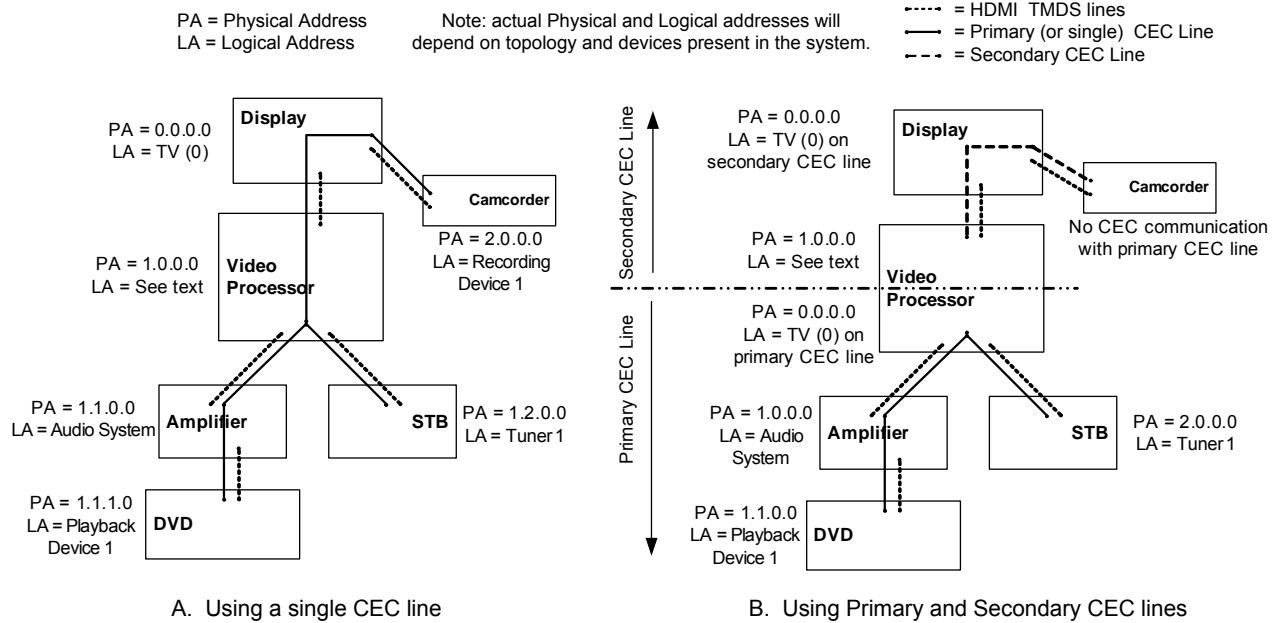 PA = Physical Address
LA = Logical Address
Note: actual Physical and Logical addresses will
depend on topology and devices present in the system.
= HDMI TMDS lines
= Primary (or single) CEC Line
= Secondary CEC Line
Display
PA = 0.0.0.0
LA = TV (0)
Camcorder
PA = 2.0.0.0
LA = Recording
Device 1
PA = 1.0.0.0
LA = See text
Video
Processor
PA = 1.1.0.0
LA = Audio System
Amplifier
STB
PA = 1.2.0.0
LA = Tuner 1
PA = 1.1.1.0
LA = Playback
Device 1
DVD
A. Using a single CEC line
Secondary CEC Line
Primary CEC Line
PA = 0.0.0.0
LA = TV (0) on
secondary CEC line
Display
Camcorder
No CEC communication
with primary CEC line
PA = 1.0.0.0
LA = See text
Video
Processor
PA = 0.0.0.0
LA = TV (0) on
primary CEC line
PA = 1.0.0.0
LA = Audio
System
Amplifier
STB
PA = 2.0.0.0
LA = Tuner 1
PA = 1.1.0.0
LA = Playback
Device 1
DVD
B. Using Primary and Secondary CEC lines